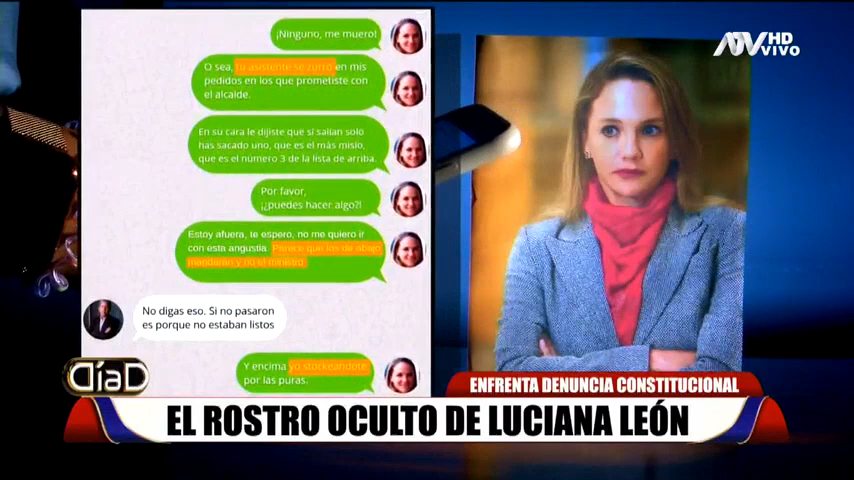 ¡Ninguno, me muero!
O sea, tu asistente se zurró en mis
pedidos en los que prometiste con
el alcalde.
En su cara le dijiste que sí salían solo
has sacado uno, que es el más misio,
que es el número 3 de la lista de arriba.
Por favor,
¡¿puedes hacer algo?!
Estoy afuera, te espero, no me quiero ir
con esta angustia. Parece que los de abajo
mandarán y no el ministro
No digas eso. Si no pasaron
es porque no estaban listos
Y encima yo stockeándote,
por las puras.
ATV HD
VIVO
DíaD
ENFRENTA DENUNCIA CONSTITUCIONAL
EL ROSTRO OCULTO DE LUCIANA LEÓN